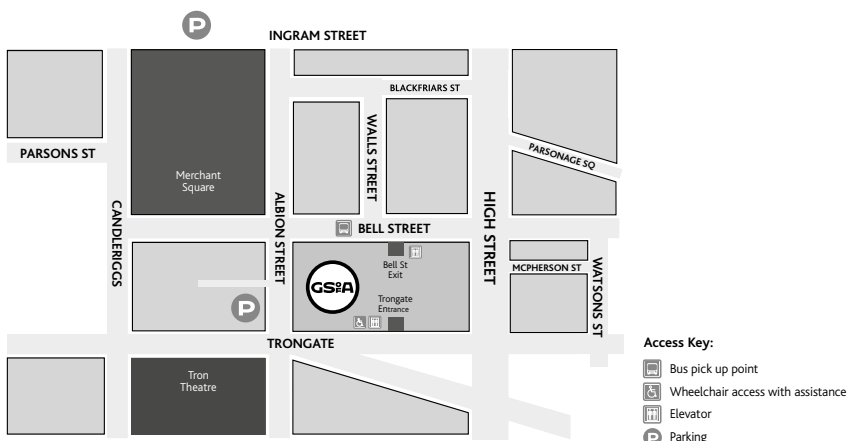 P
INGRAM STREET
BLACKFRIARS ST
WALLS STREET
PARSONS ST
PARSONAGE SQ
Merchant
Square
CANDLERIGGS
ALBION STREET
HIGH STREET
BELL STREET
Bell St
Exit
MCPHERSON ST
WATSONS ST
GSofA
Trongate
Entrance
P
TRONGATE
Tron
Theatre
Access Key:
Bus pick up point
Wheelchair access with assistance
Elevator
P Parking